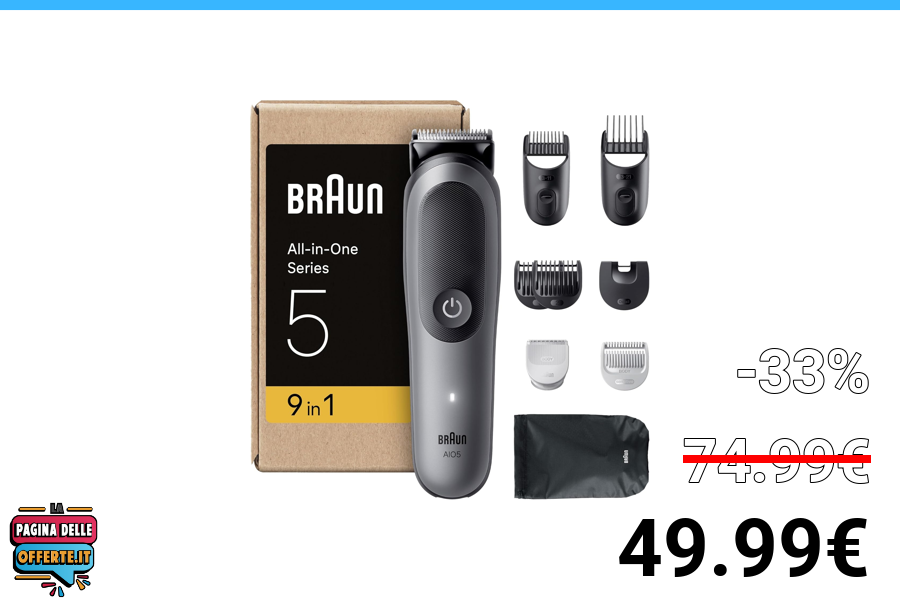 BRAUN
All-in-One
Series
5
9 in 1
BRAUN
AIO5
BRAUN
-33%
74.99€
49.99€
LA
PAGINA DELLE
OFFERTE.IT